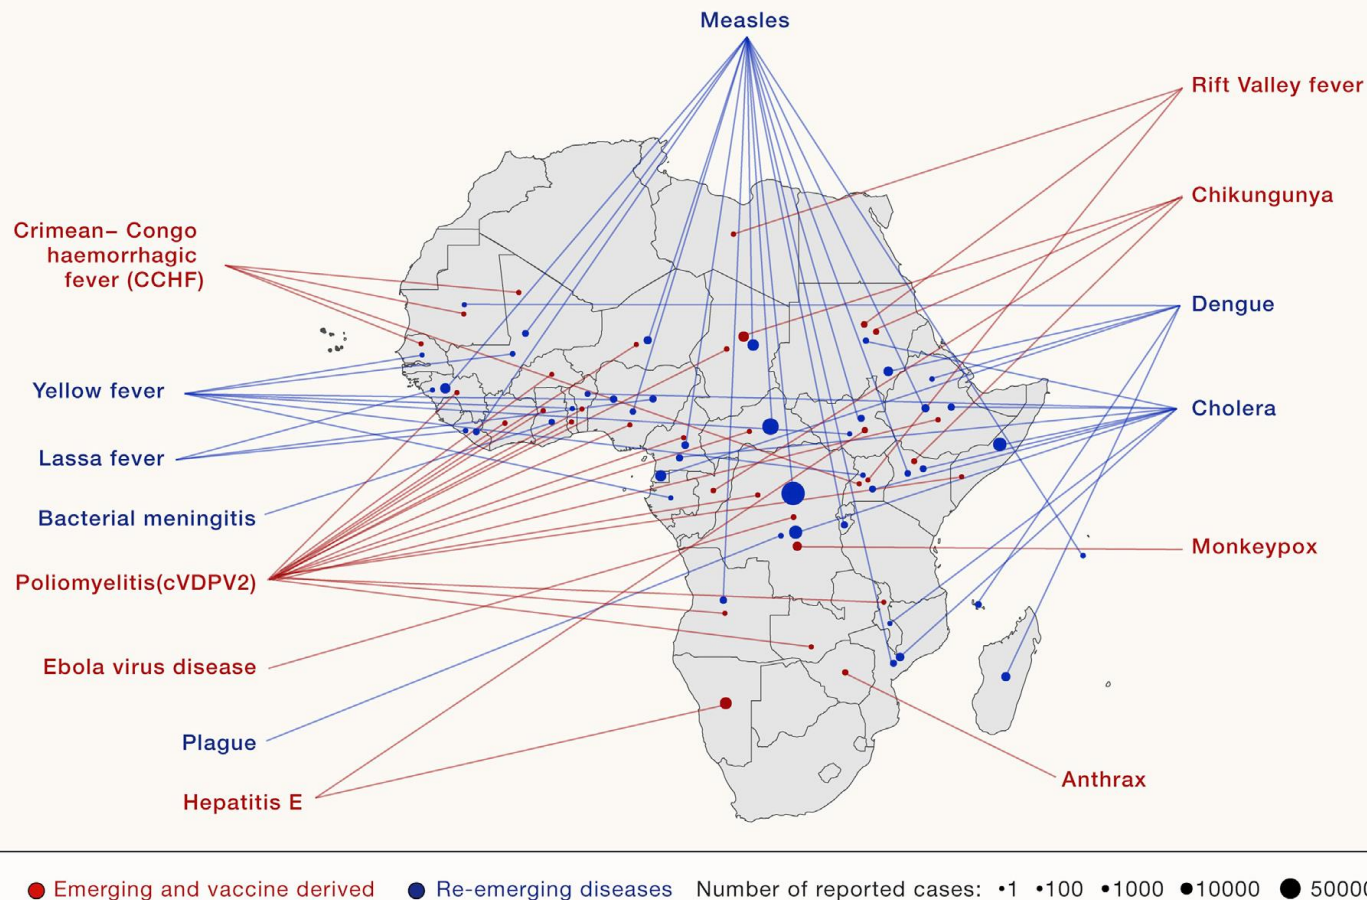 Measles
Rift Valley fever
Chikungunya
Crimean− Congo
haemorrhagic
fever (CCHF)
Dengue
Yellow fever
Cholera
Lassa fever
Bacterial meningitis
Monkeypox
Poliomyelitis(cVDPV2)
Ebola virus disease
Plague
Anthrax
Hepatitis E
Emerging and vaccine derived Re-emerging diseases Number of reported cases: 1 100 1000 10000 5000